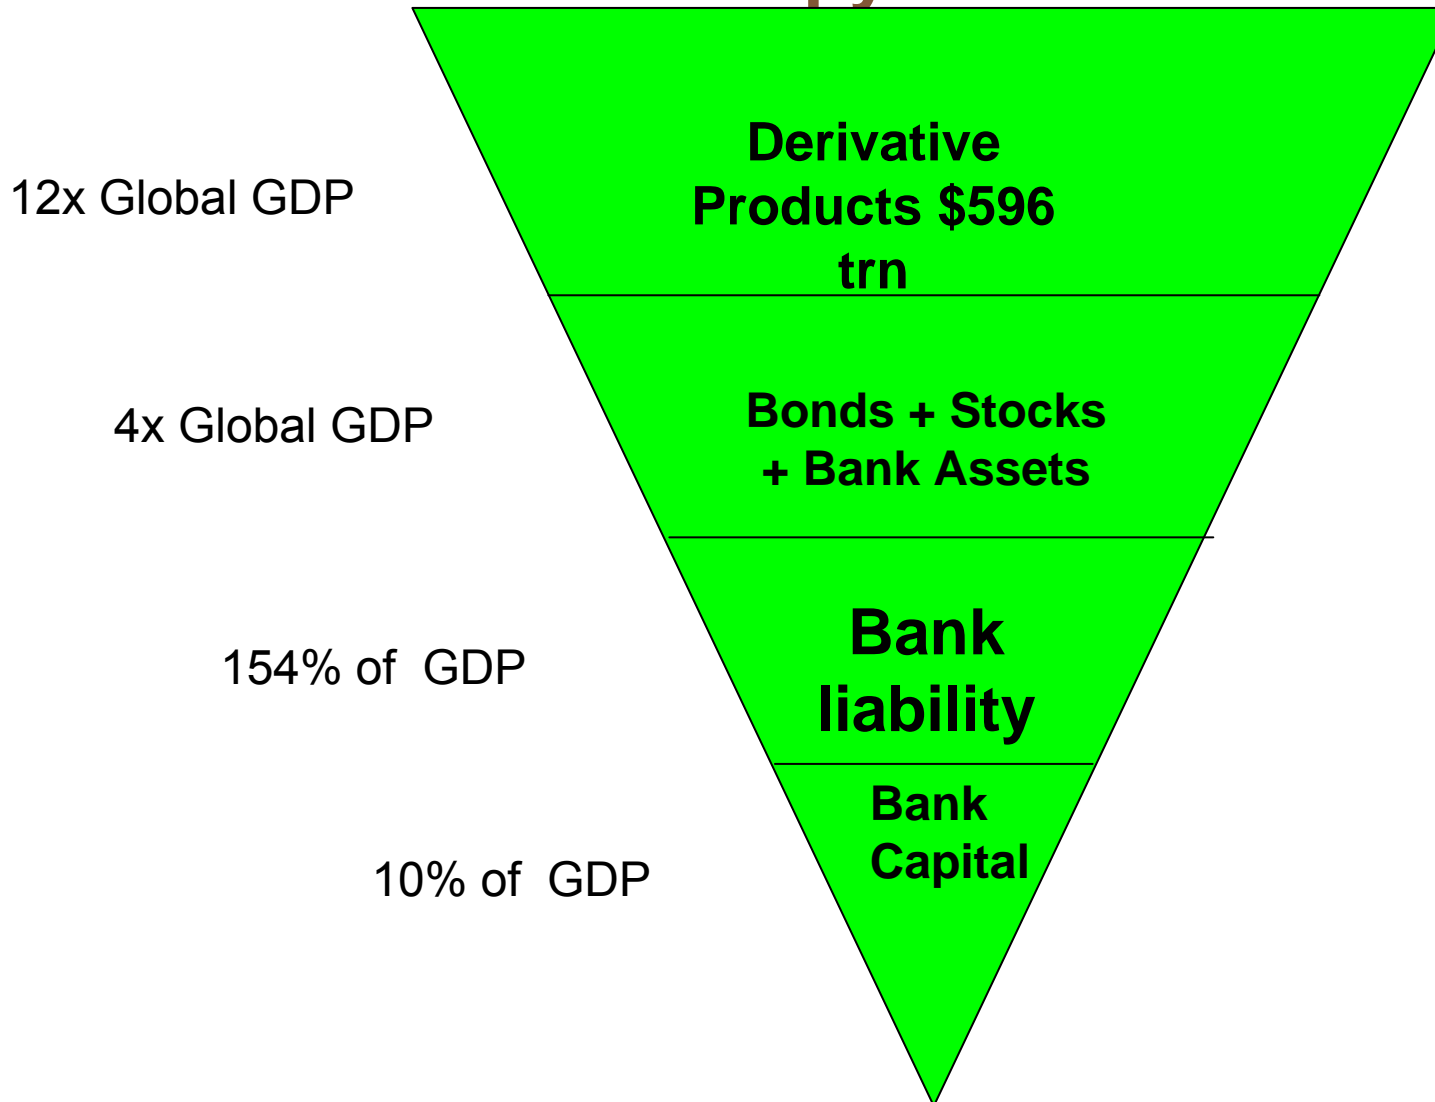 12x Global GDP
Derivative
Products $596
trn
4x Global GDP
Bonds + Stocks
+ Bank Assets
154% of  GDP
Bank
liability
10% of  GDP
Bank
Capital